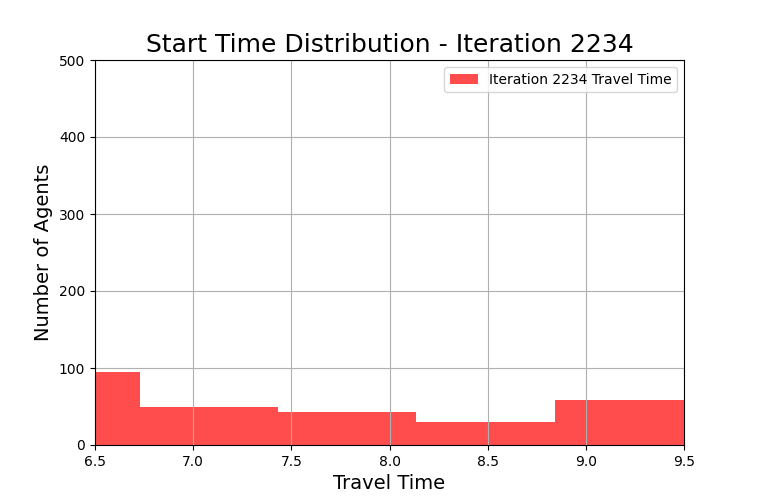 Start Time Distribution - Iteration 2234
500
Iteration 2234 Travel Time
400
300
200
100
0
Number of Agents
6.5 7.0 7.5 8.0 8.5 9.0 9.5
Travel Time